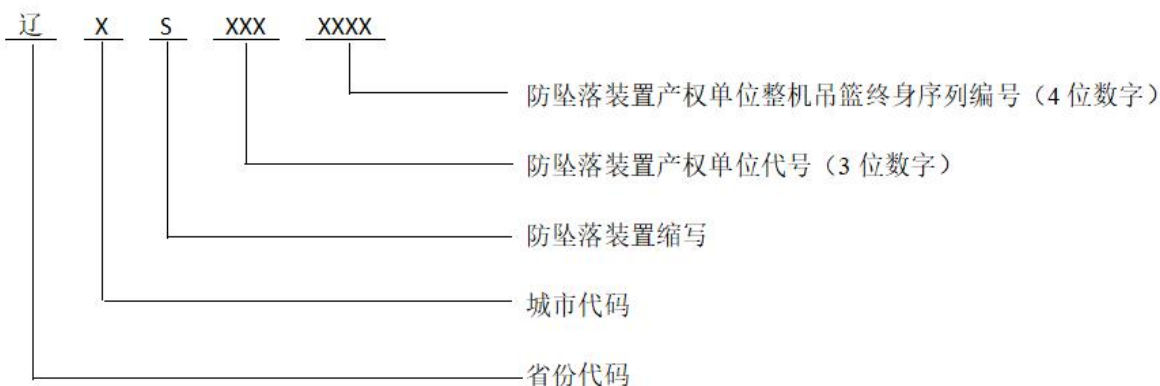 辽 X S XXX XXXX
防坠落装置产权单位整机吊篮终身序列编号（4 位数字）
防坠落装置产权单位代号（3 位数字）
防坠落装置缩写
城市代码
省份代码